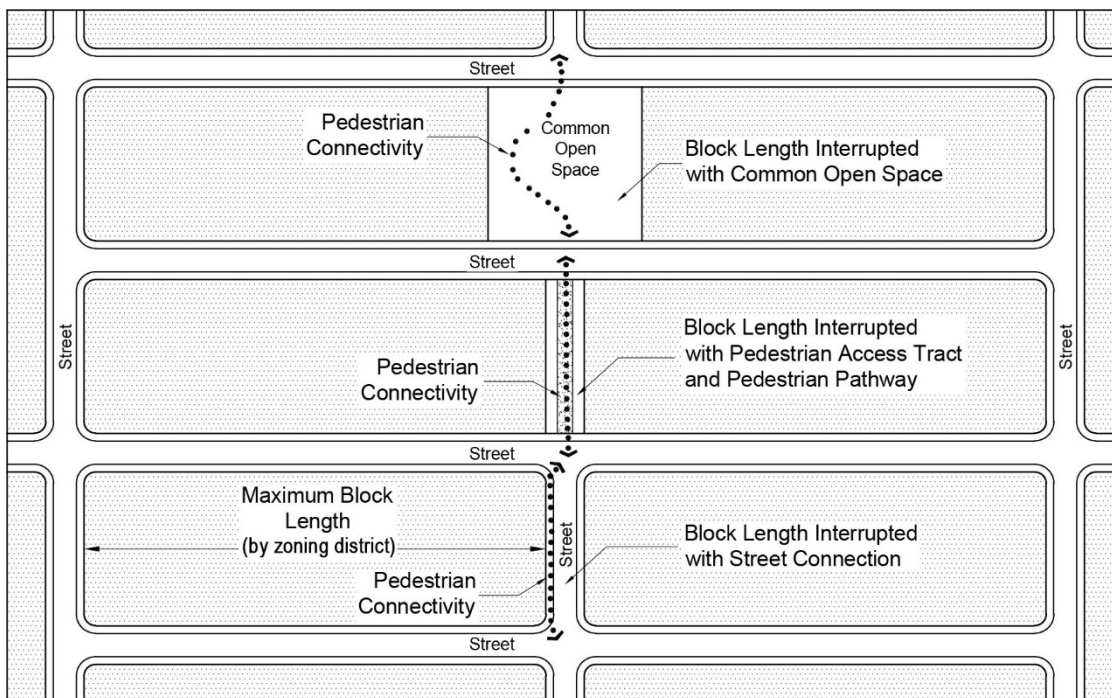 Street
Pedestrian
Connectivity
Common
Open
Space
Block Length Interrupted
with Common Open Space
Street
Street
Street
Pedestrian
Connectivity
Block Length Interrupted
with Pedestrian Access Tract
and Pedestrian Pathway
Street
Maximum Block
Length
(by zoning district)
Street
Block Length Interrupted
with Street Connection
Pedestrian
Connectivity
Street